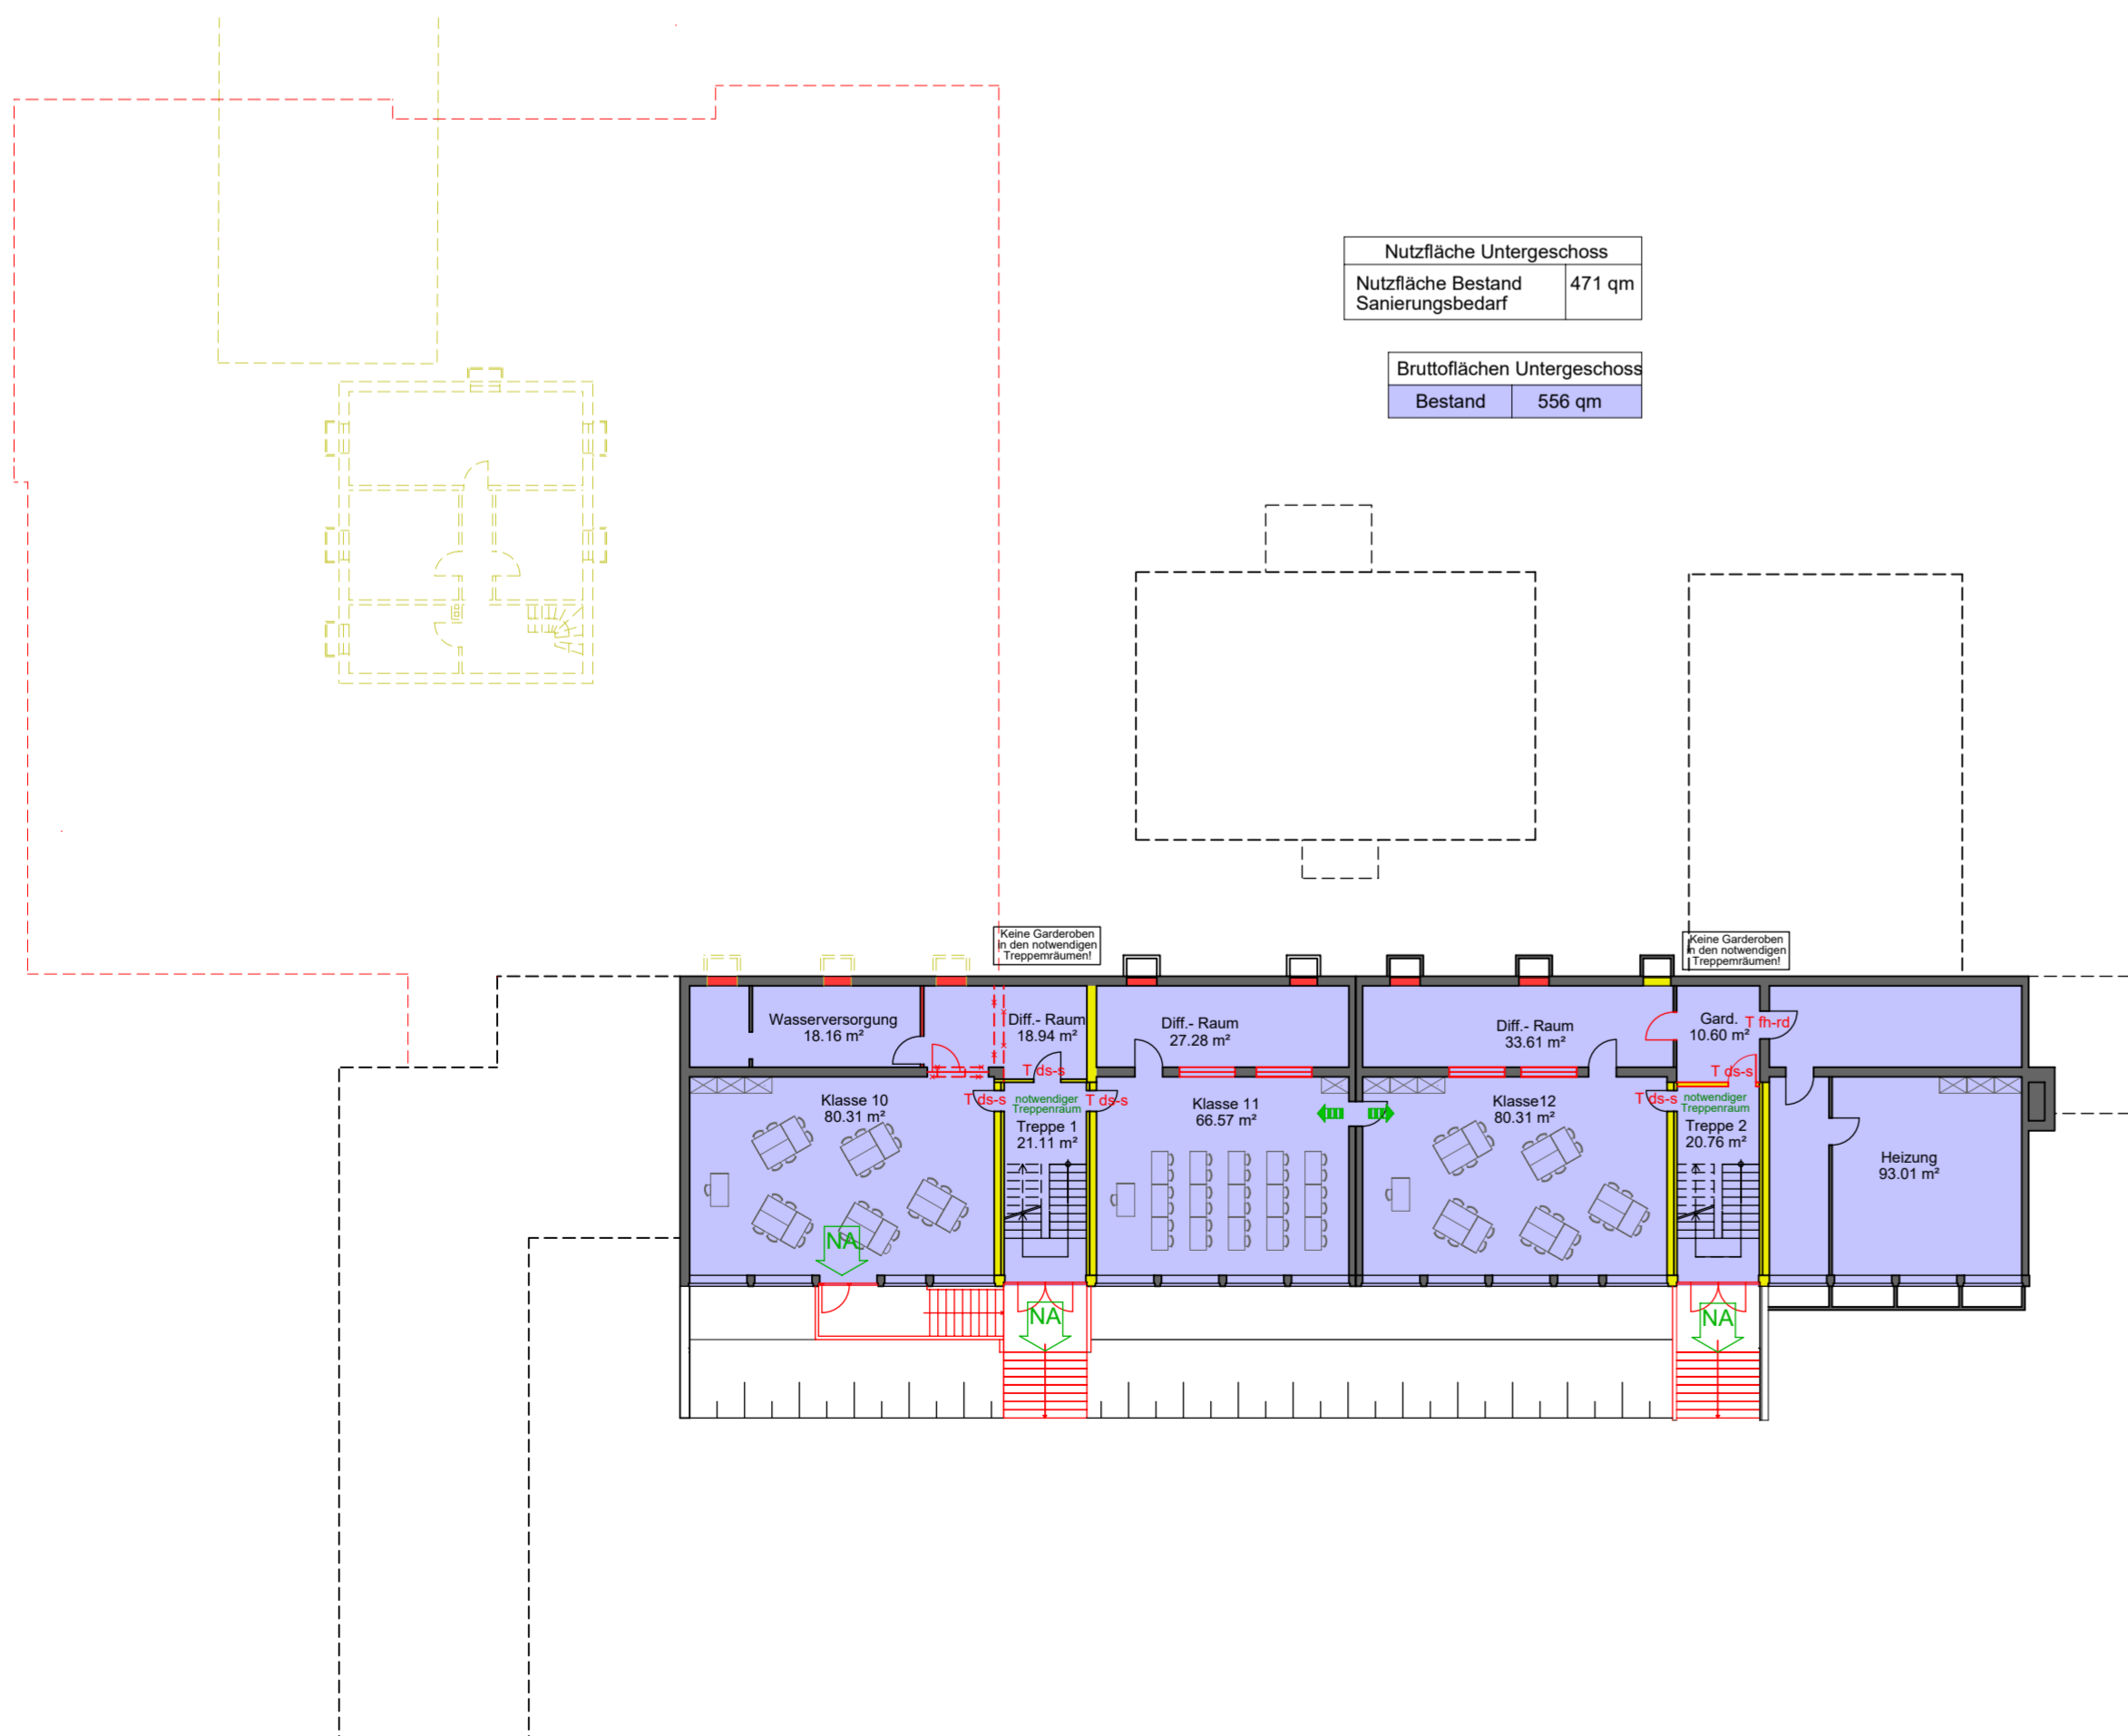 Nutzfläche Untergeschoss
Nutzfläche Bestand
Sanierungsbedarf
471 qm
Bruttoflächen Untergeschoss
Bestand
556 qm
Keine Garderoben
in den notwendigen
Treppemräumen!
Keine Garderoben
in den notwendigen
Treppemräumen!
Wasserversorgung
18.16 m²
Diff.- Raum
18.94 m²
Diff.- Raum
27.28 m²
Diff.- Raum
33.61 m²
Gard.
10.60 m²
T fh-rd
T ds-s
T ds-s
Klasse 10
80.31 m²
T ds-s
notwendiger
Treppenraum
T ds-s
Treppe 1
21.11 m²
Klasse 11
66.57 m²
Klasse12
80.31 m²
T ds-s
notwendiger
Treppenraum
Treppe 2
20.76 m²
Heizung
93.01 m²
NA
NA
NA